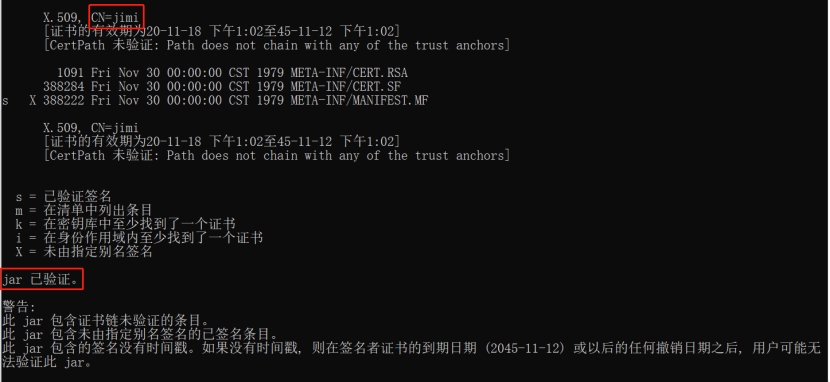 X.509, CN=jimi
[证书的有效期为20-11-18 下午1:02至45-11-12 下午1:02]
[CertPath 未验证: Path does not chain with any of the trust anchors]
1091 Fri Nov 30 00:00:00 CST 1979 META-INF/CERT.RSA
388284 Fri Nov 30 00:00:00 CST 1979 META-INF/CERT.SF
s X 388222 Fri Nov 30 00:00:00 CST 1979 META-INF/MANIFEST.MF
X.509, CN=jimi
[证书的有效期为20-11-18 下午1:02至45-11-12 下午1:02]
[CertPath 未验证: Path does not chain with any of the trust anchors]
s = 已验证签名
m = 在清单中列出条目
k = 在密钥库中至少找到了一个证书
i = 在身份作用域内至少找到了一个证书
X = 未由指定别名签名
jar 已验证。
警告:
此 jar 包含证书链未验证的条目。
此 jar 包含未由指定别名签名的已签名条目。
此 jar 包含的签名没有时间戳。如果没有时间戳, 则在签名者证书的到期日期 (2045-11-12) 或以后的任何撤销日期之后, 用户可能无
法验证此 jar。